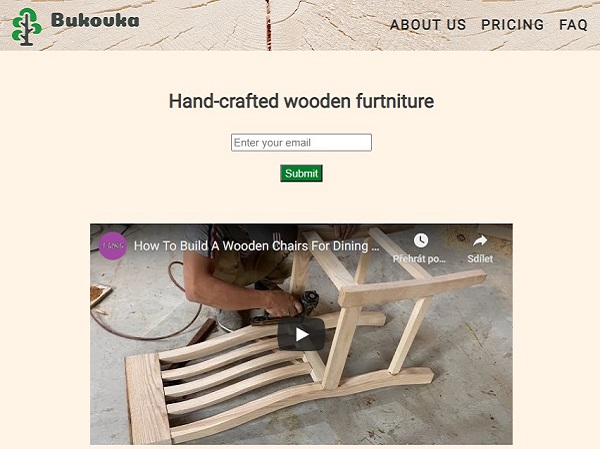 Bukovka
ABOUT US PRICING FAQ
Hand-crafted wooden furtniture
Enter your email
Submit
How To Build A Wooden Chairs For Dining ...
Přehrát po...
Sdílet